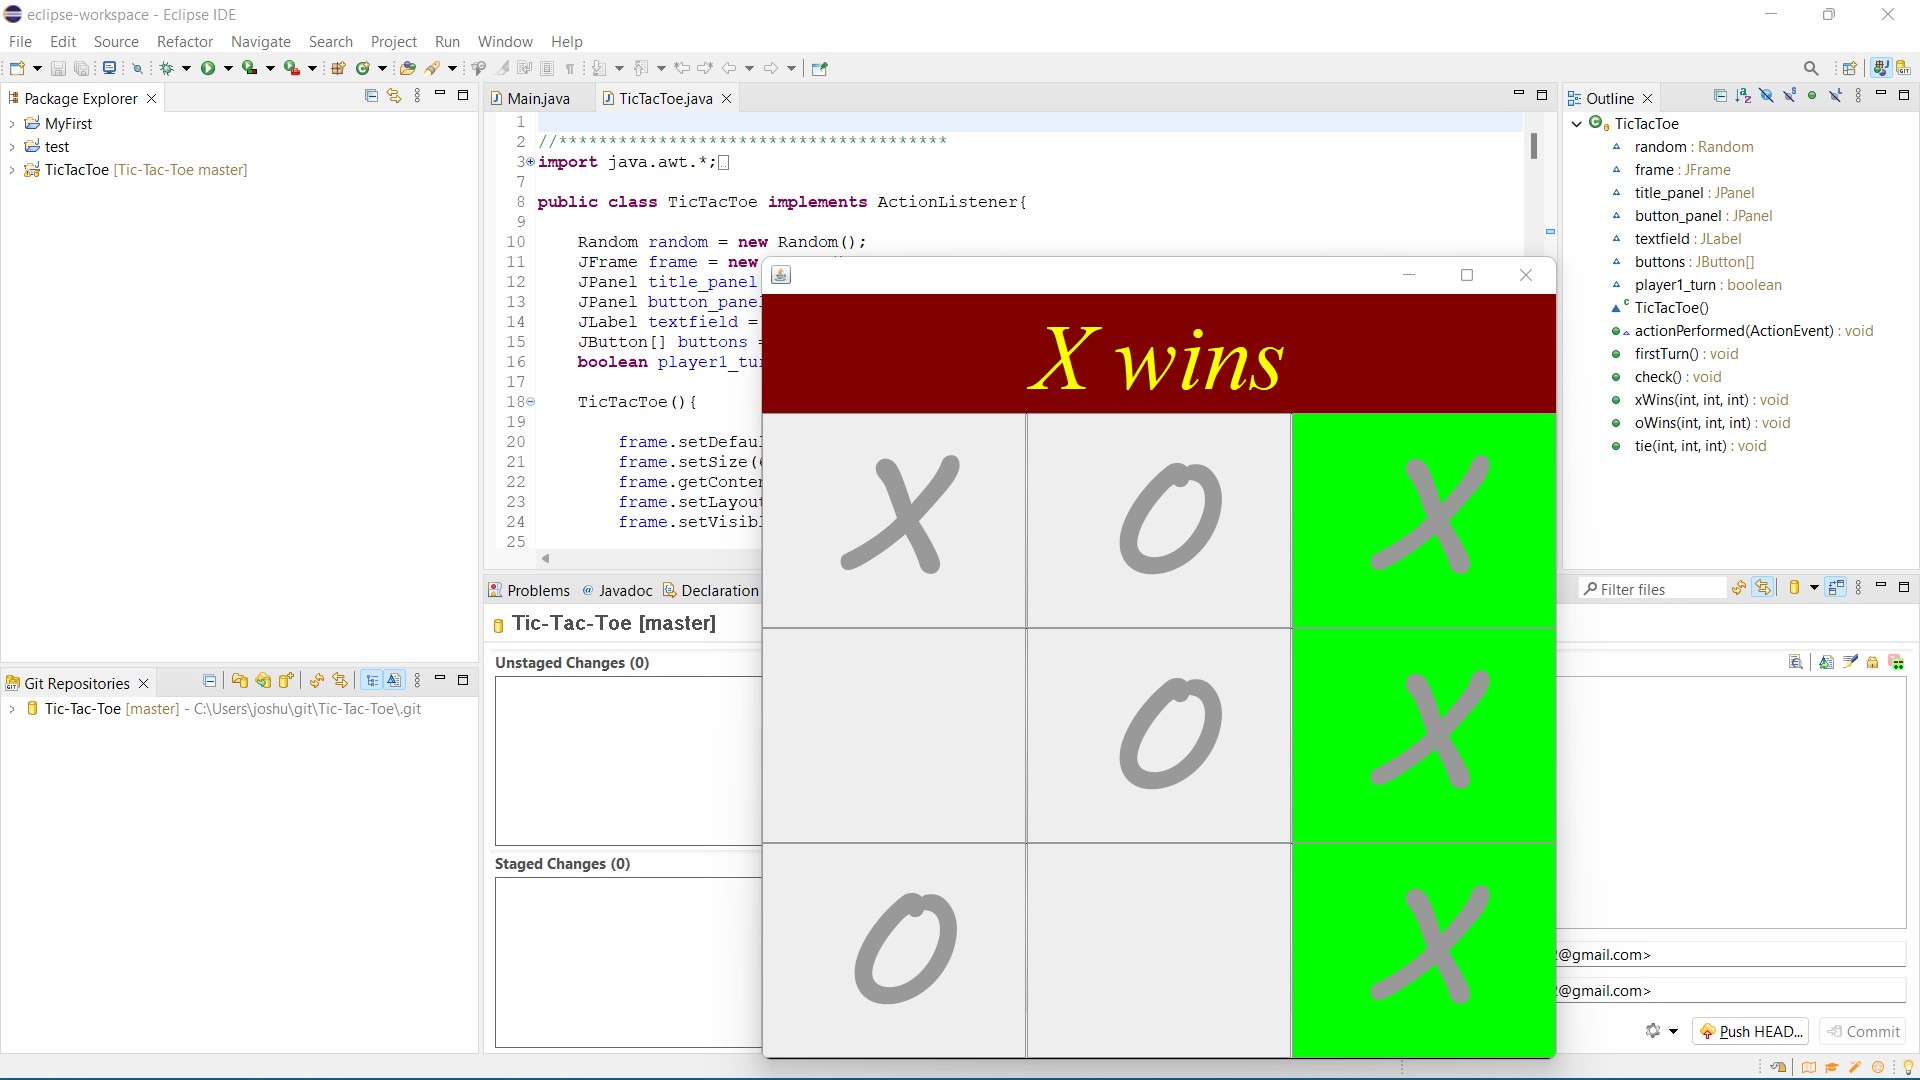 eclipse-workspace - Eclipse IDE
File Edit Source Refactor Navigate Search Project Run Window Help
Package Explorer
MyFirst
test
TicTacToe [Tic-Tac-Toe master]
Git Repositories
Tic-Tac-Toe [master] - C:\Users\joshu\git\Tic-Tac-Toe\.git
Main.java TicTacToe.java
1
2 //***************************************
3 import java.awt.*;
7
8 public class TicTacToe implements ActionListener{
9
10 Random random = new Random();
11 JFrame frame = new
12 JPanel title_panel
13 JPanel button_panel
14 JLabel textfield =
15 JButton[] buttons
16 boolean player1_tu
17
18 TicTacToe(){
19
20 frame.setDefaul
21 frame.setSize(
22 frame.getConten
23 frame.setLayout
24 frame.setVisibl
25
X wins
X O X
O X
O X
Outline
TicTacToe
random : Random
frame : JFrame
title_panel : JPanel
button_panel : JPanel
textfield : JLabel
buttons : JButton[]
player1_turn : boolean
TicTacToe()
actionPerformed(ActionEvent) : void
firstTurn() : void
check() : void
xWins(int, int, int) : void
oWins(int, int, int) : void
tie(int, int, int) : void
Problems Javadoc Declaration
Filter files
Tic-Tac-Toe [master]
Unstaged Changes (0)
Staged Changes (0)
@gmail.com>
@gmail.com>
Push HEAD... Commit